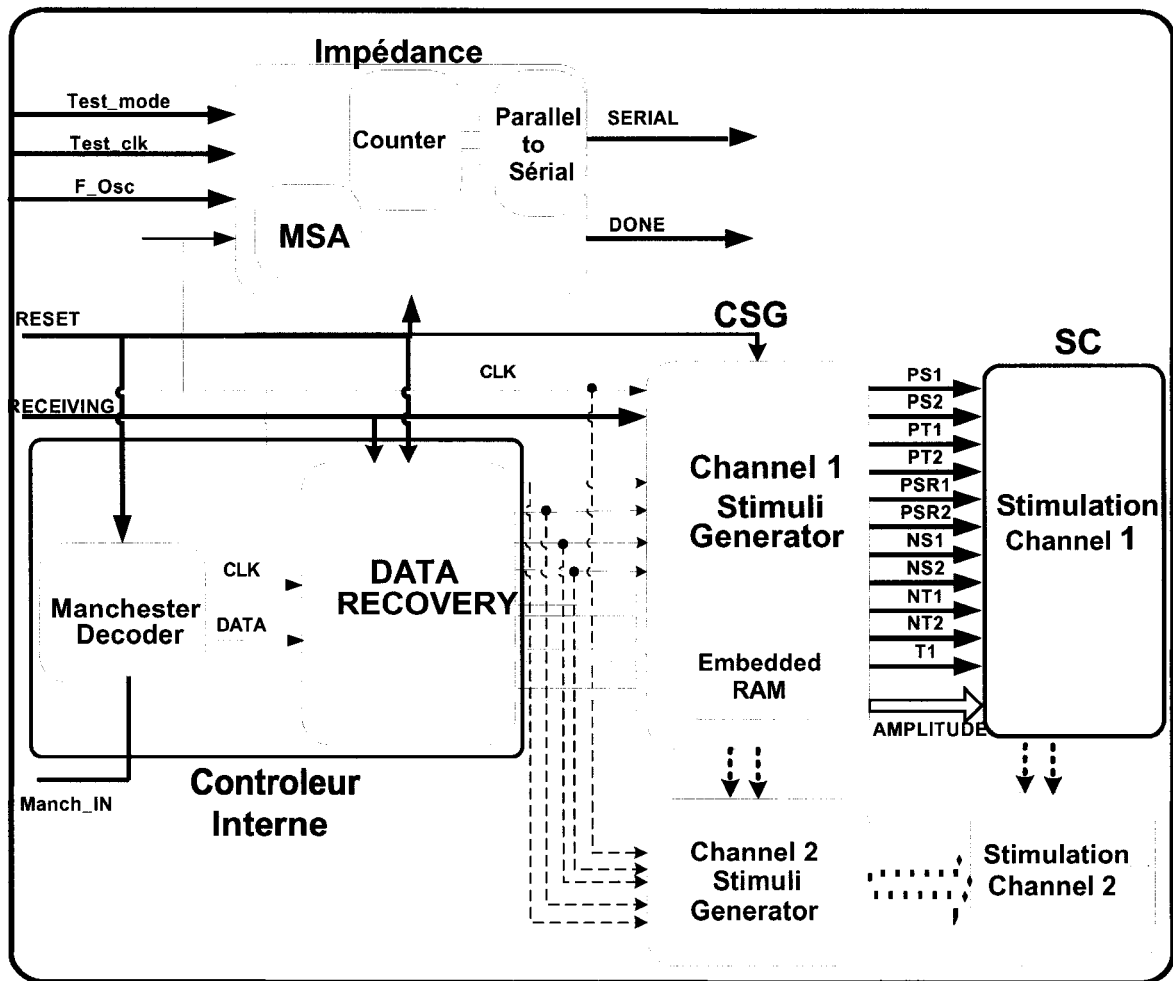 Impédance
Test_mode
Test_clk
F_Osc
Counter
Parallel
to
Sérial
MSA
SERIAL
DONE
RESET
CSG
SC
CLK
RECEIVING
PS1
PS2
PT1
PT2
PSR1
PSR2
NS1
NS2
NT1
NT2
T1
AMPLITUDE
Channel 1
Stimuli
Generator
Embedded
RAM
Stimulation
Channel 1
Manchester
Decoder
CLK
DATA
DATA
RECOVERY
Manch_IN
Controleur
Interne
Channel 2
Stimuli
Generator
Stimulation
Channel 2